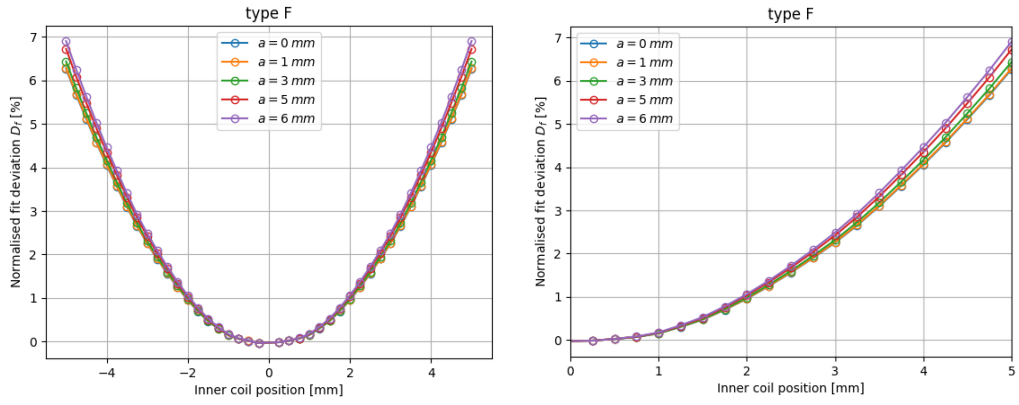 type F
Normalised fit deviation D_f [%]
7
6
5
4
3
2
1
0
a = 0 mm
a = 1 mm
a = 3 mm
a = 5 mm
a = 6 mm
−4
−2
0
2
4
Inner coil position [mm]
type F
Normalised fit deviation D_f [%]
7
6
5
4
3
2
1
0
a = 0 mm
a = 1 mm
a = 3 mm
a = 5 mm
a = 6 mm
0
1
2
3
4
5
Inner coil position [mm]